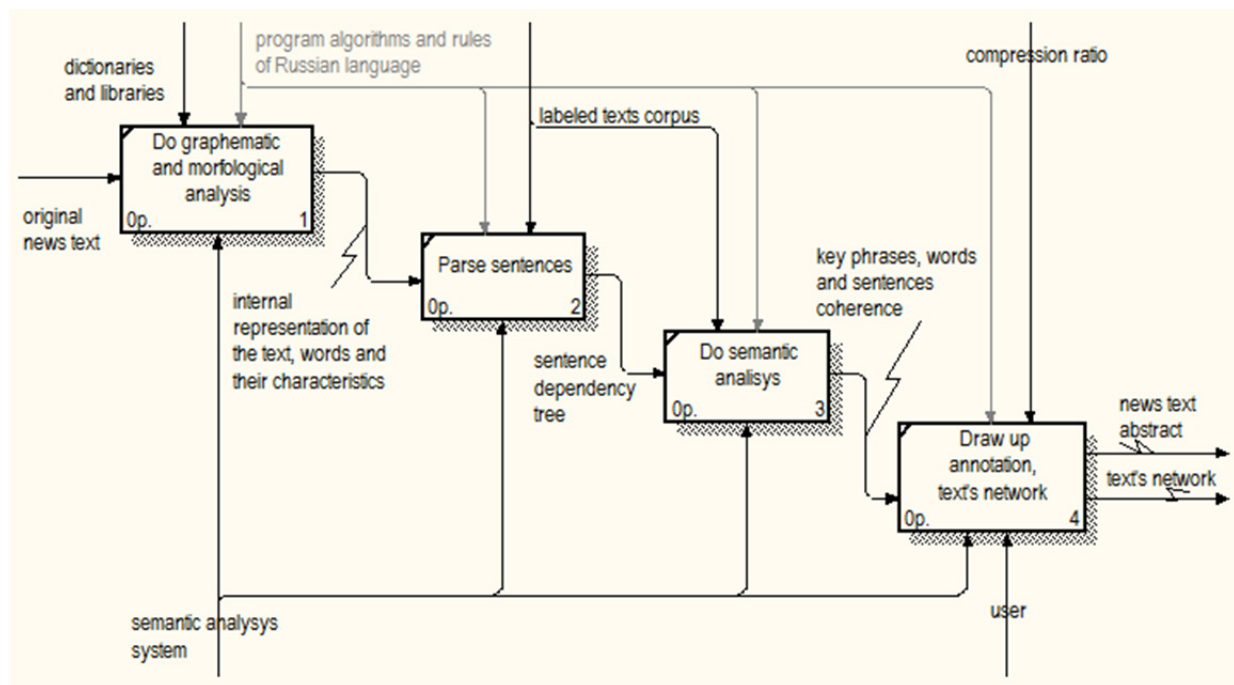 program algorithms and rules
of Russian language
dictionaries
and libraries
compression ratio
labeled texts corpus
Do graphematic
and morfological
analysis
0p.
1
original
news text
Parse sentences
0p.
2
key phrases, words
and sentences
coherence
internal
representation of
the text, words and
their characteristics
sentence
dependency
tree
Do semantic
analisys
0p.
3
news text
abstract
text's network
Draw up
annotation,
text's network
0p.
4
user
semantic analysys
system